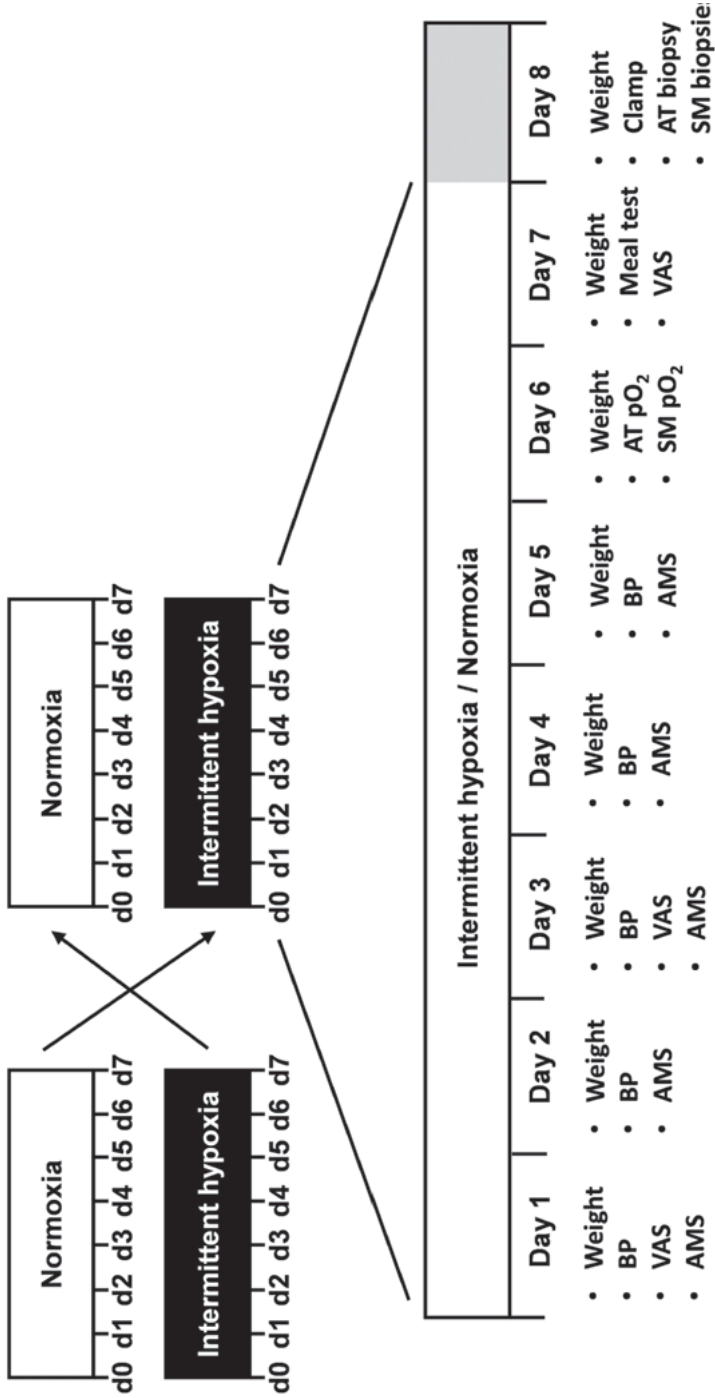 Normoxia
d0 d1 d2 d3 d4 d5 d6 d7
Intermittent hypoxia
d0 d1 d2 d3 d4 d5 d6 d7
Normoxia
d0 d1 d2 d3 d4 d5 d6 d7
Intermittent hypoxia
d0 d1 d2 d3 d4 d5 d6 d7
Intermittent hypoxia / Normoxia
Day 1
• Weight
• BP
• VAS
• AMS
Day 2
• Weight
• BP
• AMS
Day 3
• Weight
• BP
• VAS
• AMS
Day 4
• Weight
• BP
• AMS
Day 5
• Weight
• BP
• AMS
Day 6
• Weight
• AT pO₂
• SM pO₂
Day 7
• Weight
• Meal test
• VAS
Day 8
• Weight
• Clamp
• AT biopsy
• SM biopsie